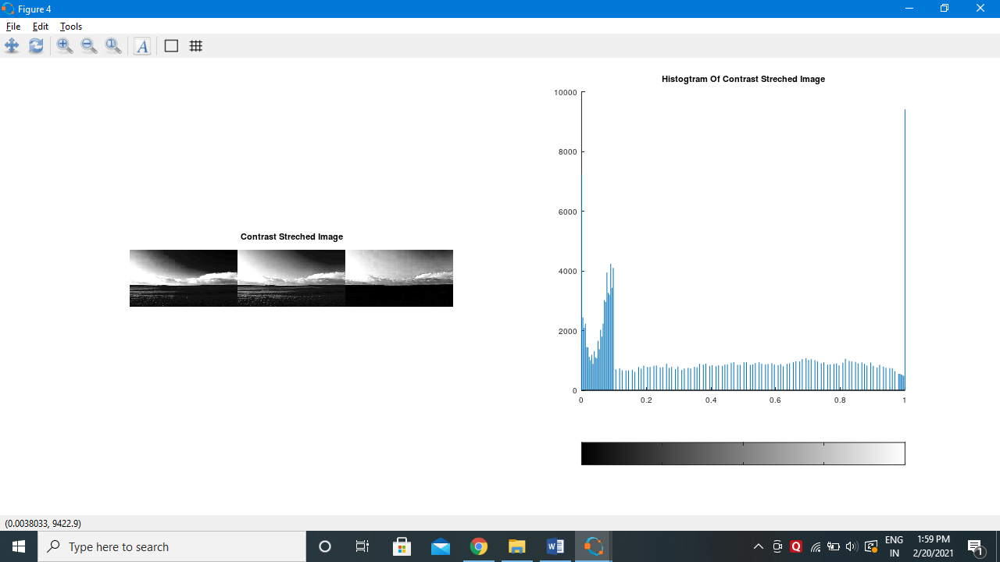 Figure 4
File Edit Tools
Histogtram Of Contrast Streched Image
10000
8000
6000
4000
2000
0
0 0.2 0.4 0.6 0.8 1
Contrast Streched Image
(0.0038033, 9422.9)
Type here to search
ENG
IN
1:59 PM
2/20/2021
1